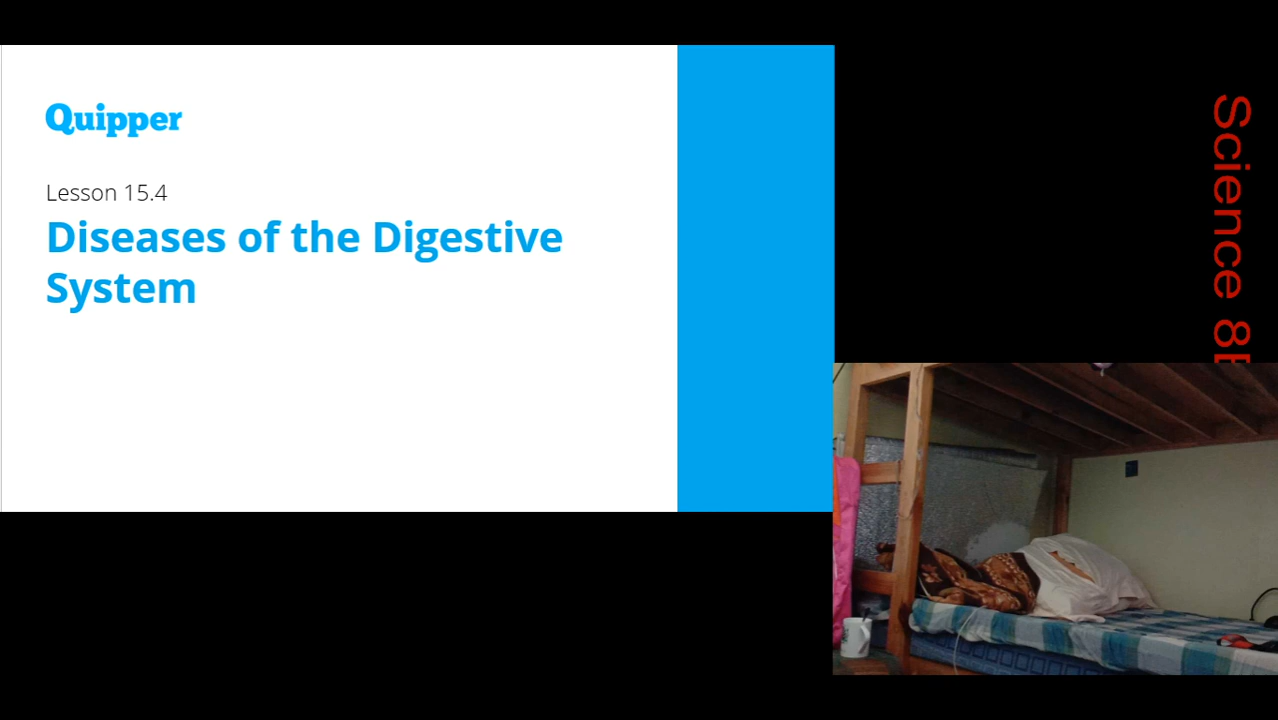 Quipper
Lesson 15.4
Diseases of the Digestive
System
Science 8